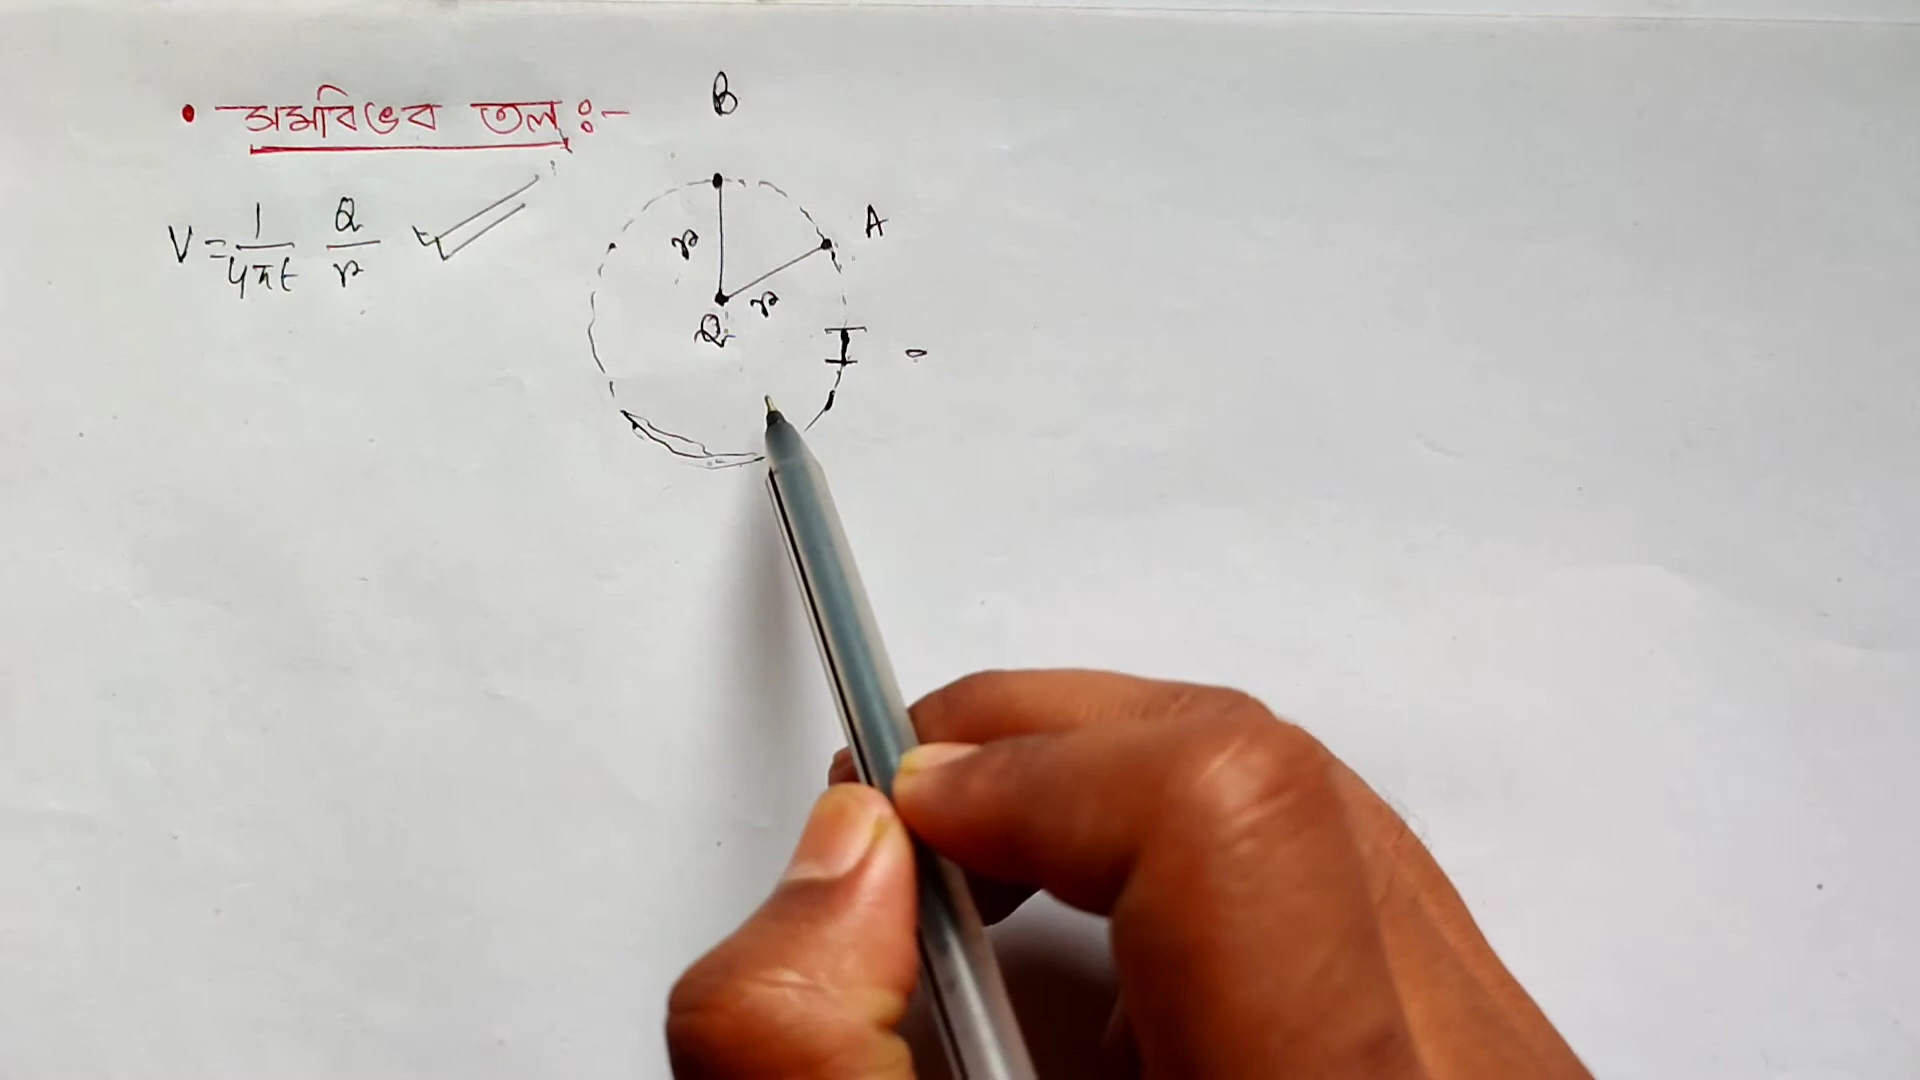 • সমবিভব তল :-
B
A
V = 1/4πε Q/r
r
r
Q